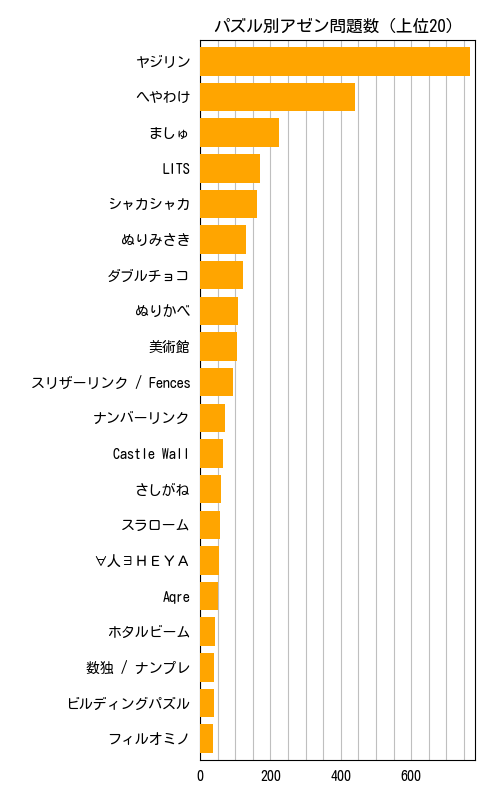 パズル別アゼン問題数 (上位20)
ヤジリン
へやわけ
ましゅ
LITS
シャカシャカ
ぬりみさき
ダブルチョコ
ぬりかべ
美術館
スリザーリンク / Fences
ナンバーリンク
Castle Wall
さしがね
スラローム
∀人∃ＨＥＹＡ
Aqre
ホタルビーム
数独 / ナンプレ
ビルディングパズル
フィルオミノ
0 200 400 600